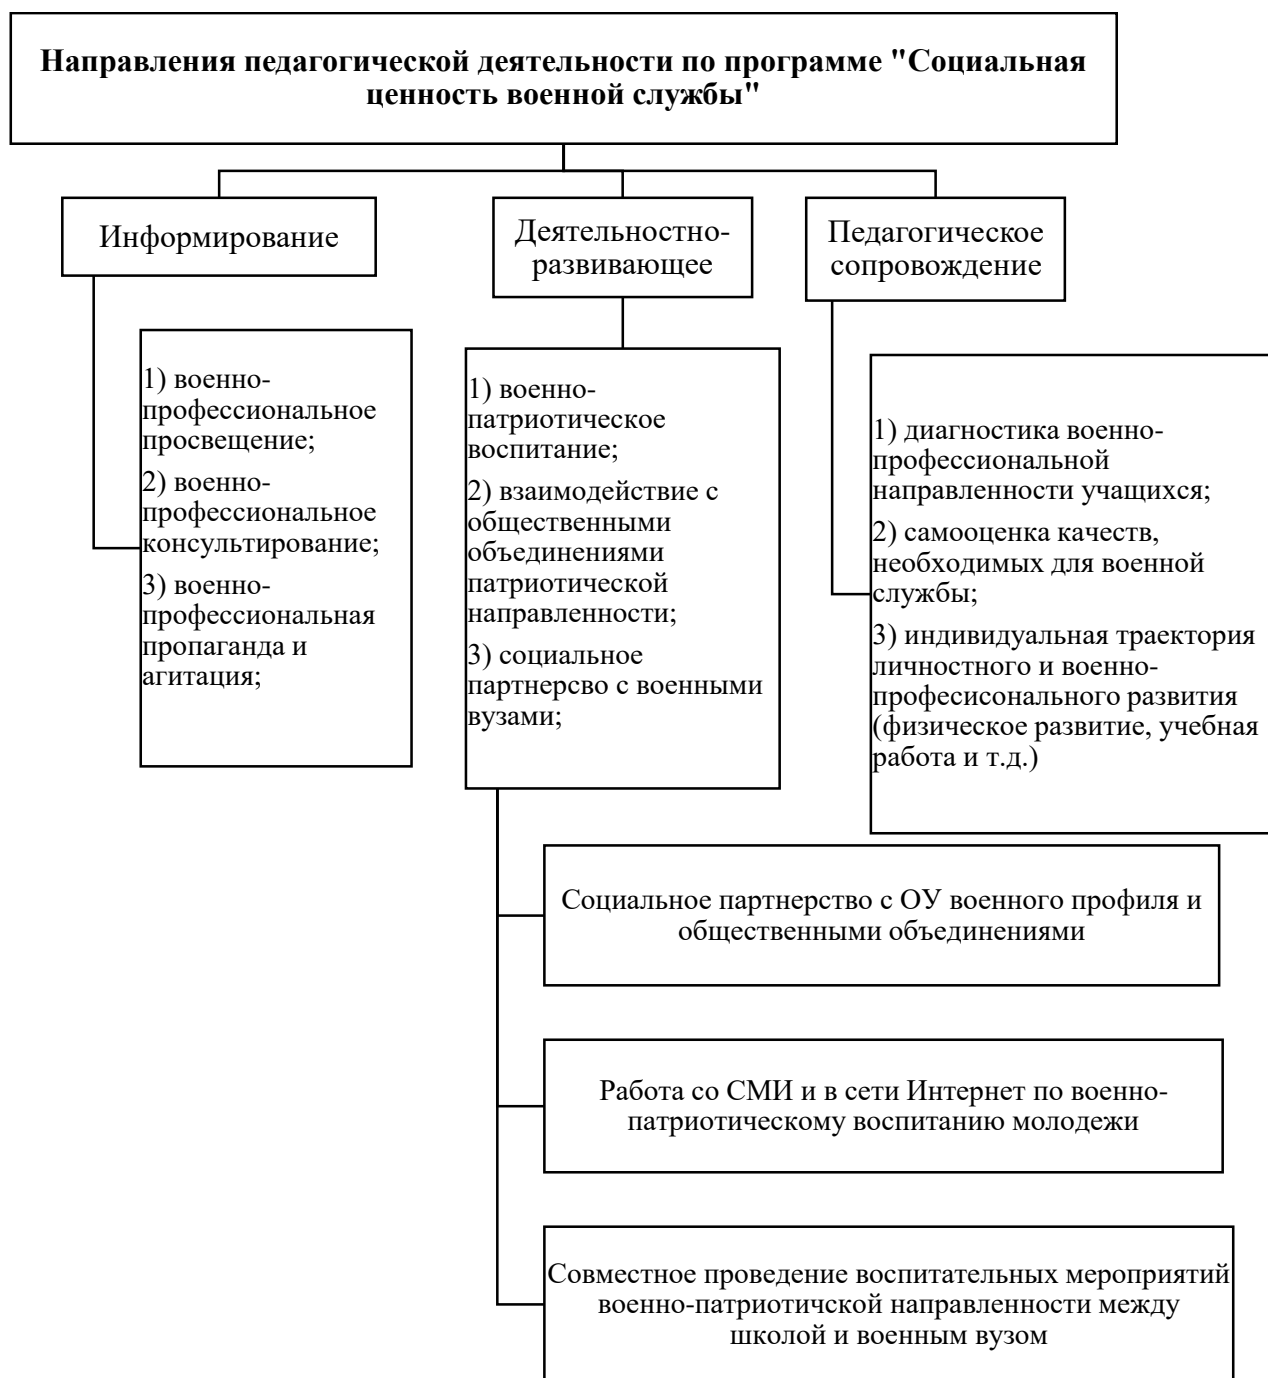 Направления педагогической деятельности по программе "Социальная
ценность военной службы"
Информирование
1) военно-
профессиональное
просвещение;
2) военно-
профессиональное
консультирование;
3) военно-
профессиональная
пропаганда и
агитация;
Деятельностно-
развивающее
1) военно-
патриотическое
воспитание;
2) взаимодействие с
общественными
объединениями
патриотической
направленности;
3) социальное
партнерсво с военными
вузами;
Педагогическое
сопровождение
1) диагностика военно-
профессиональной
направленности учащихся;
2) самооценка качеств,
необходимых для военной
службы;
3) индивидуальная траектория
личностного и военно-
професисонального развития
(физическое развитие, учебная
работа и т.д.)
Социальное партнерство с ОУ военного профиля и
общественными объединениями
Работа со СМИ и в сети Интернет по военно-
патриотическому воспитанию молодежи
Совместное проведение воспитательных мероприятий
военно-патриотичской направленности между
школой и военным вузом